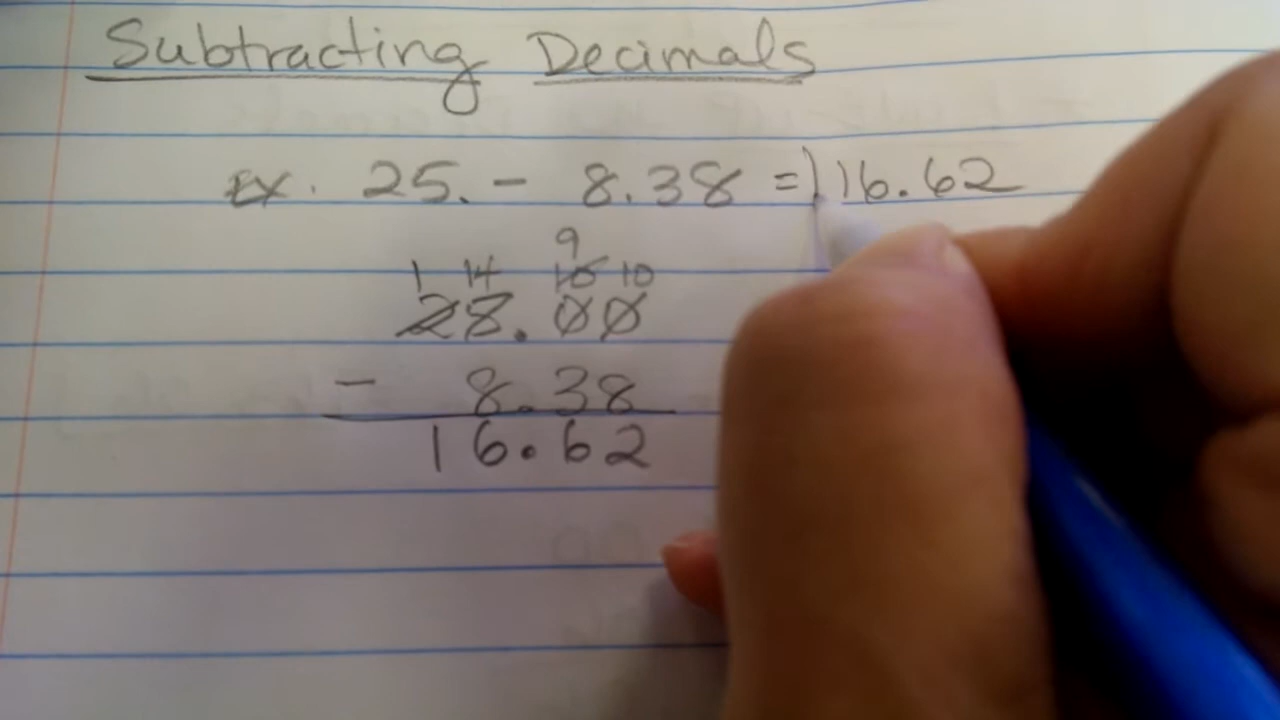 Subtracting Decimals
Ex. 25. - 8.38 = 16.62
9
1 14 10 10
25.00
- 8.38
16.62